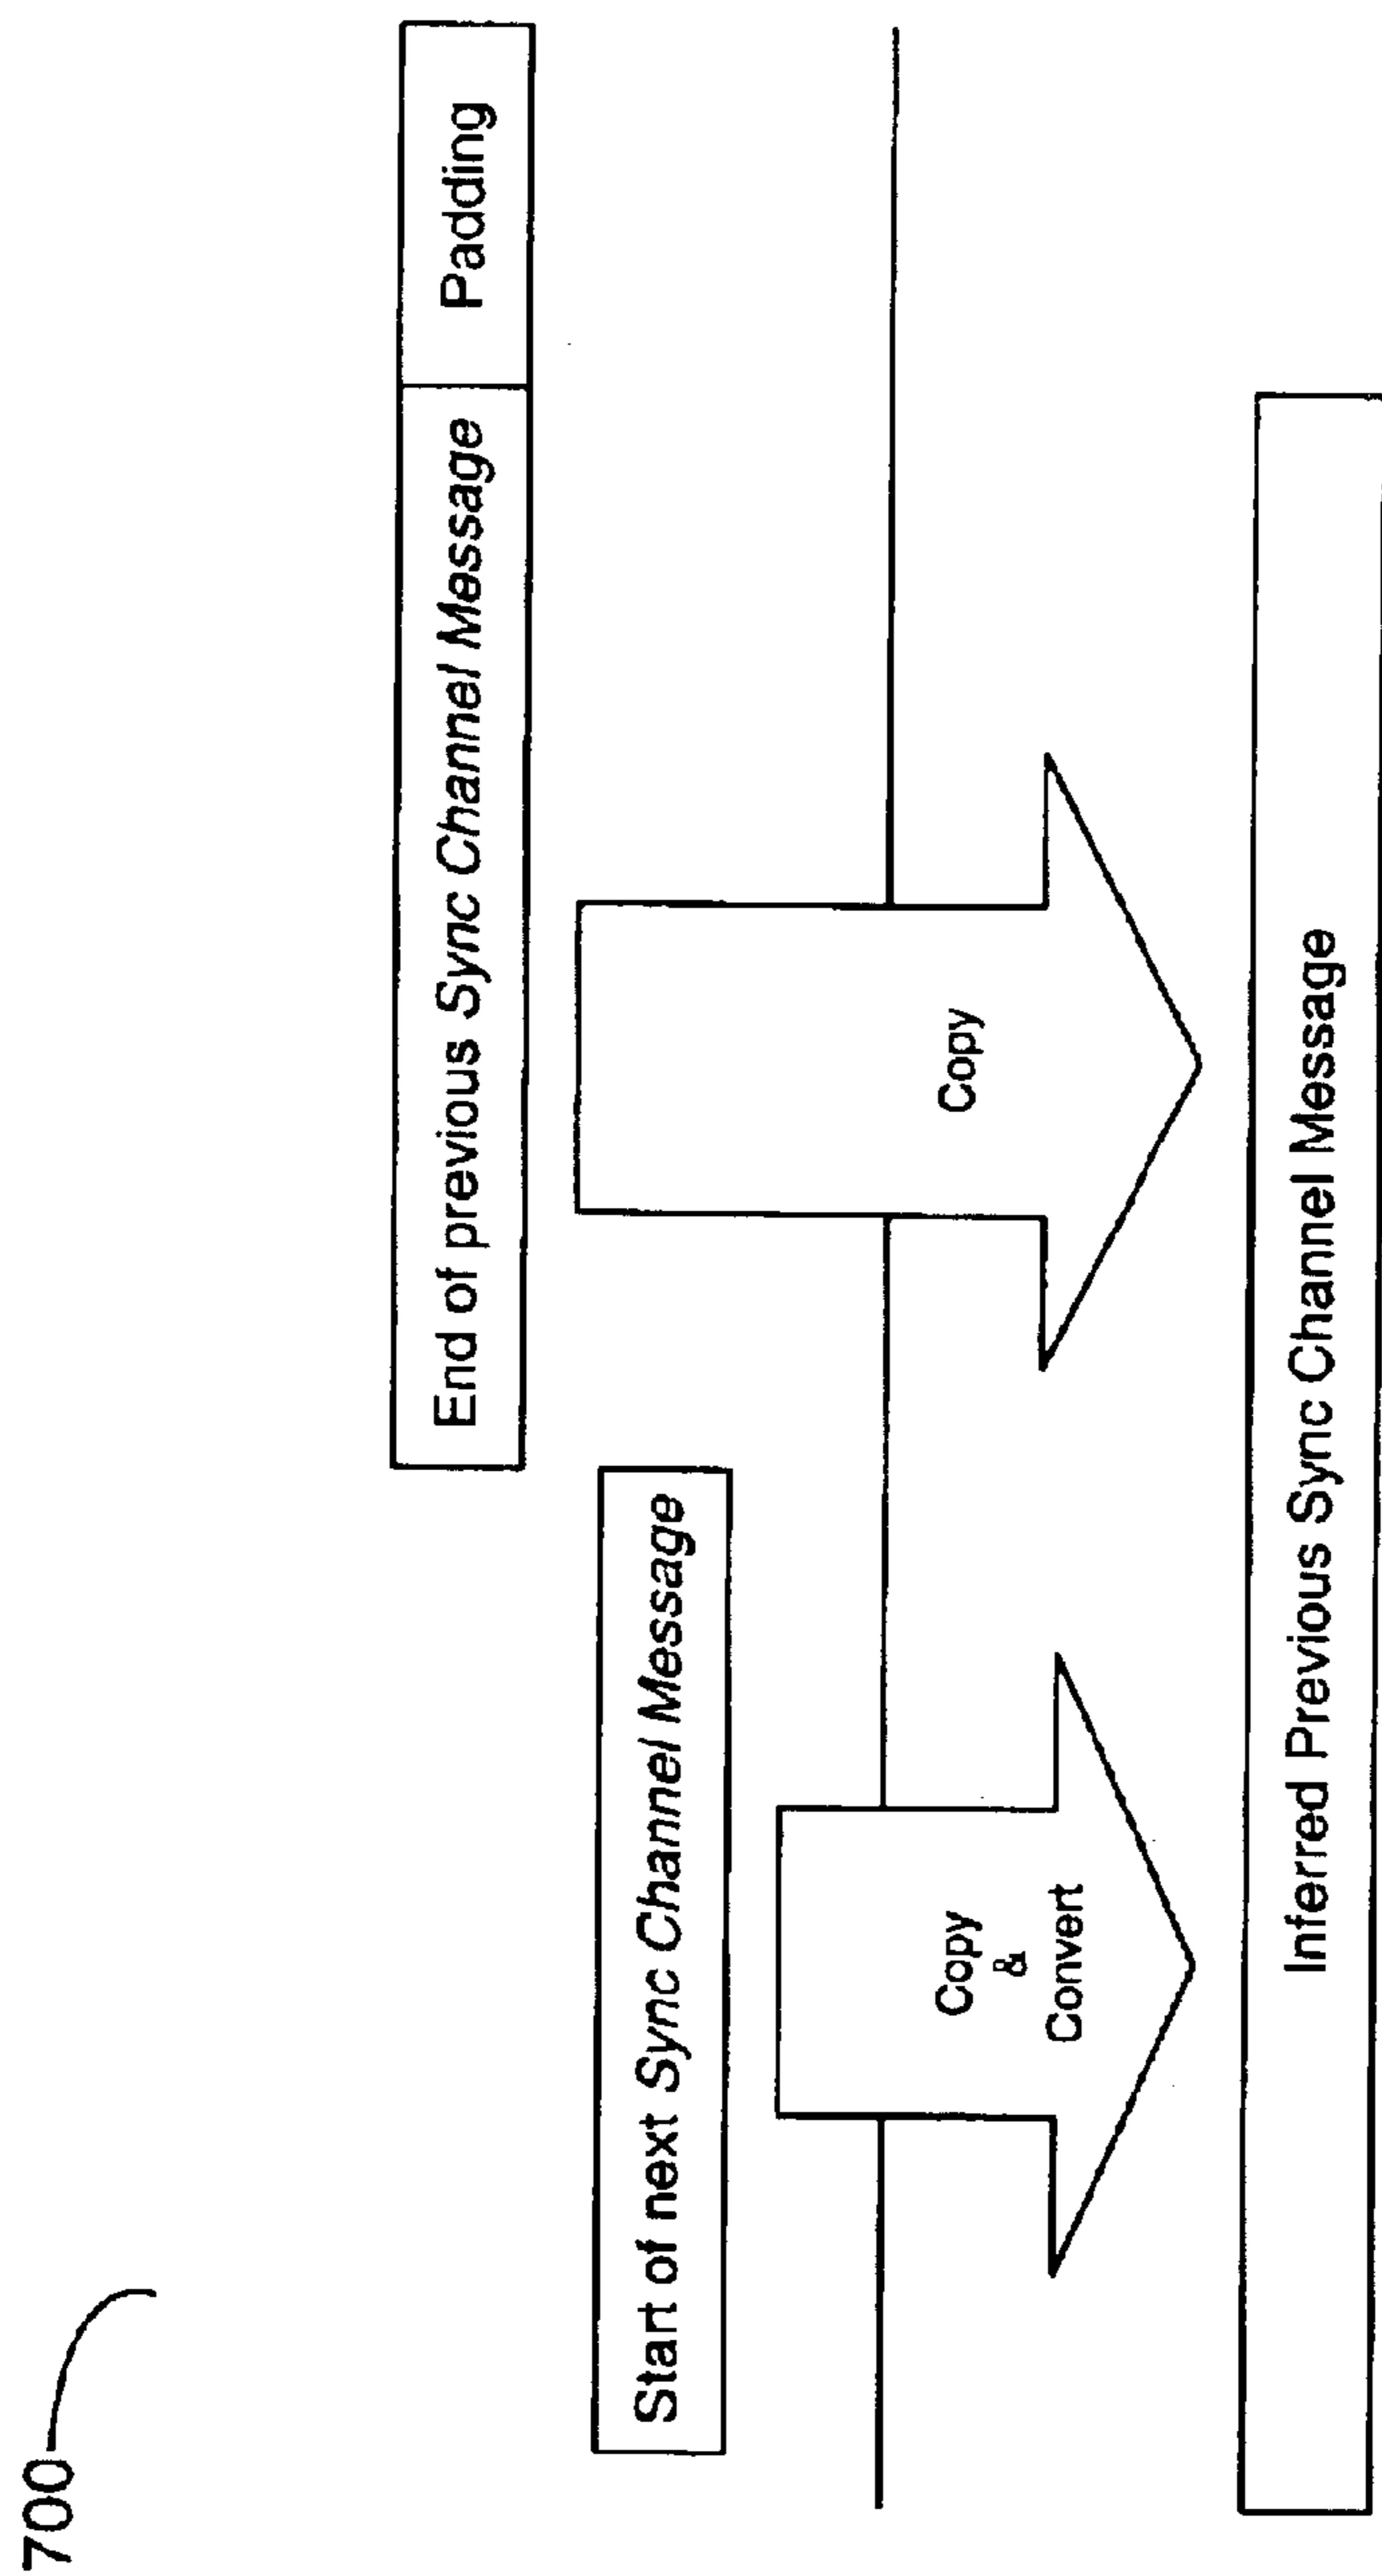 700
End of previous Sync Channel Message
Padding
Start of next Sync Channel Message
Copy
&
Convert
Copy
Inferred Previous Sync Channel Message